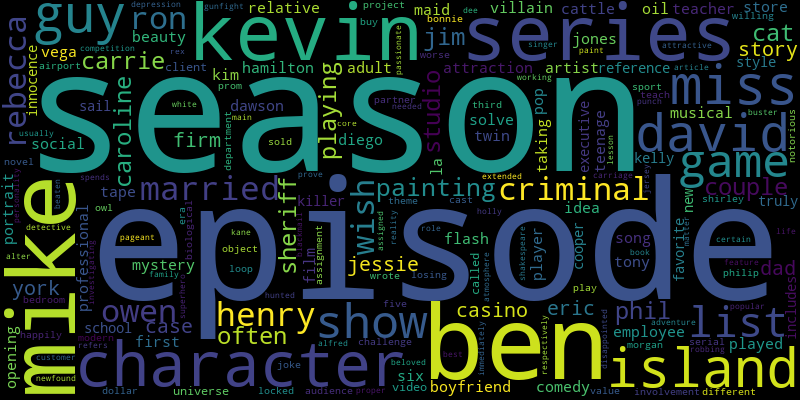 season
episode
ben
mike
kevin
series
character
david
island
miss
guy
game
show
list
henry
owen
criminal
married
painting
ron
rebecca
carrie
jim
cat
couple
wish
studio
sheriff
playing
caroline
casino
eric
phil
often
case
york
dad
firm
jessie
relative
maid
villain
cattle
oil
teacher
store
story
style
project
buy
bonnie
dee
gunfight
willing
depression
beauty
vega
innocence
airport
competition
rex
client
kim
prom
hamilton
adult
attraction
artist
reference
jones
singer
paint
attractive
article
working
passionate
worse
sail
dawson
white
main
department
social
sold
core
diego
partner
needed
third
solve
twin
pop
taking
executive
teenage
lesson
sport
teach
punch
musical
buster
notorious
la
usually
novel
spends
portrait
personality
detective
beaten
tape
owl
era
biological
professional
investigating
alter
mystery
family
superhero
pageant
kane
object
loop
blackmail
killer
film
assignment
prove
theme
assigned
reality
cast
role
holly
extended
carriage
jersey
kelly
shirley
truly
new
idea
flash
called
atmosphere
shakespeare
player
cooper
song
tony
book
favorite
master
certain
life
feature
philip
includes
wrote
losing
play
hunted
bedroom
opening
happily
school
first
modern
refers
customer
newfound
dollar
universe
joke
locked
audience
alfred
challenge
five
beloved
best
six
video
proper
boyfriend
immediately
comedy
respectively
value
disappointed
employee
morgan
involvement
adventure
serial
robbing
popular
played
different